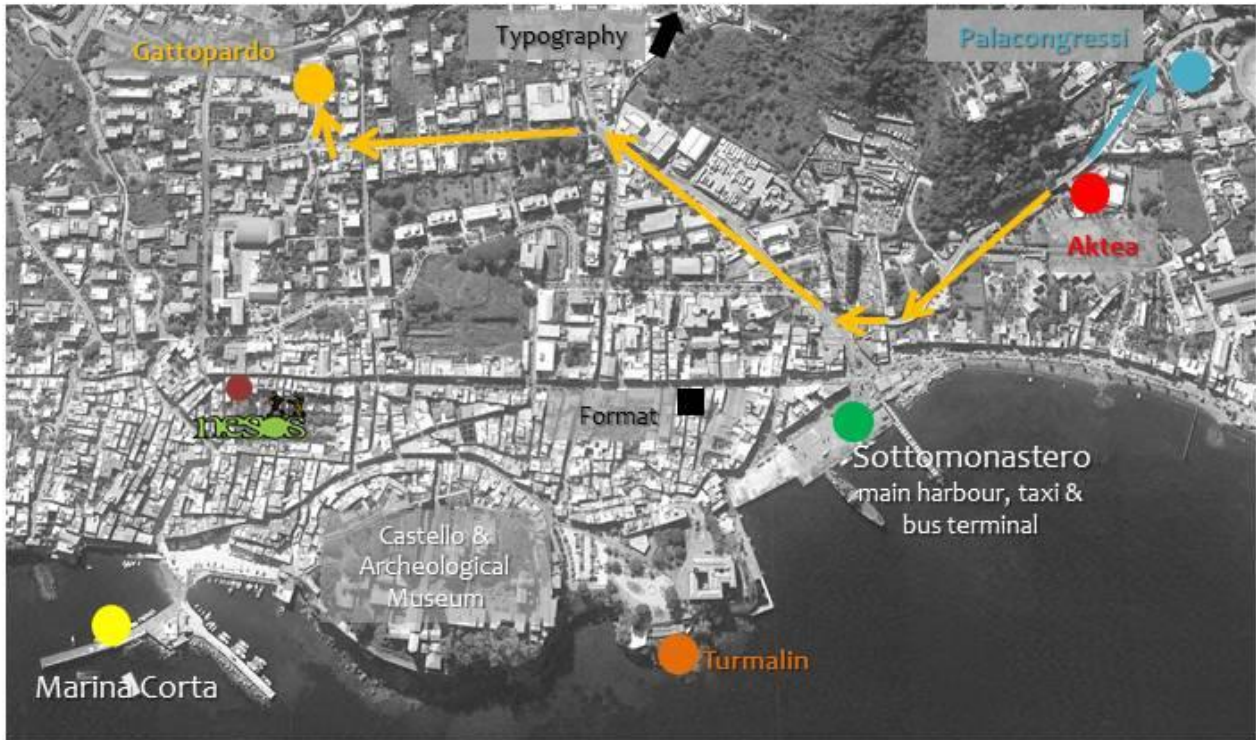 Typography
Palacongressi
Gattopardo
Aktea
nesos
Format
Sottomonastero
main harbour, taxi &
bus terminal
Castello &
Archeological
Museum
Turmalin
Marina Corta